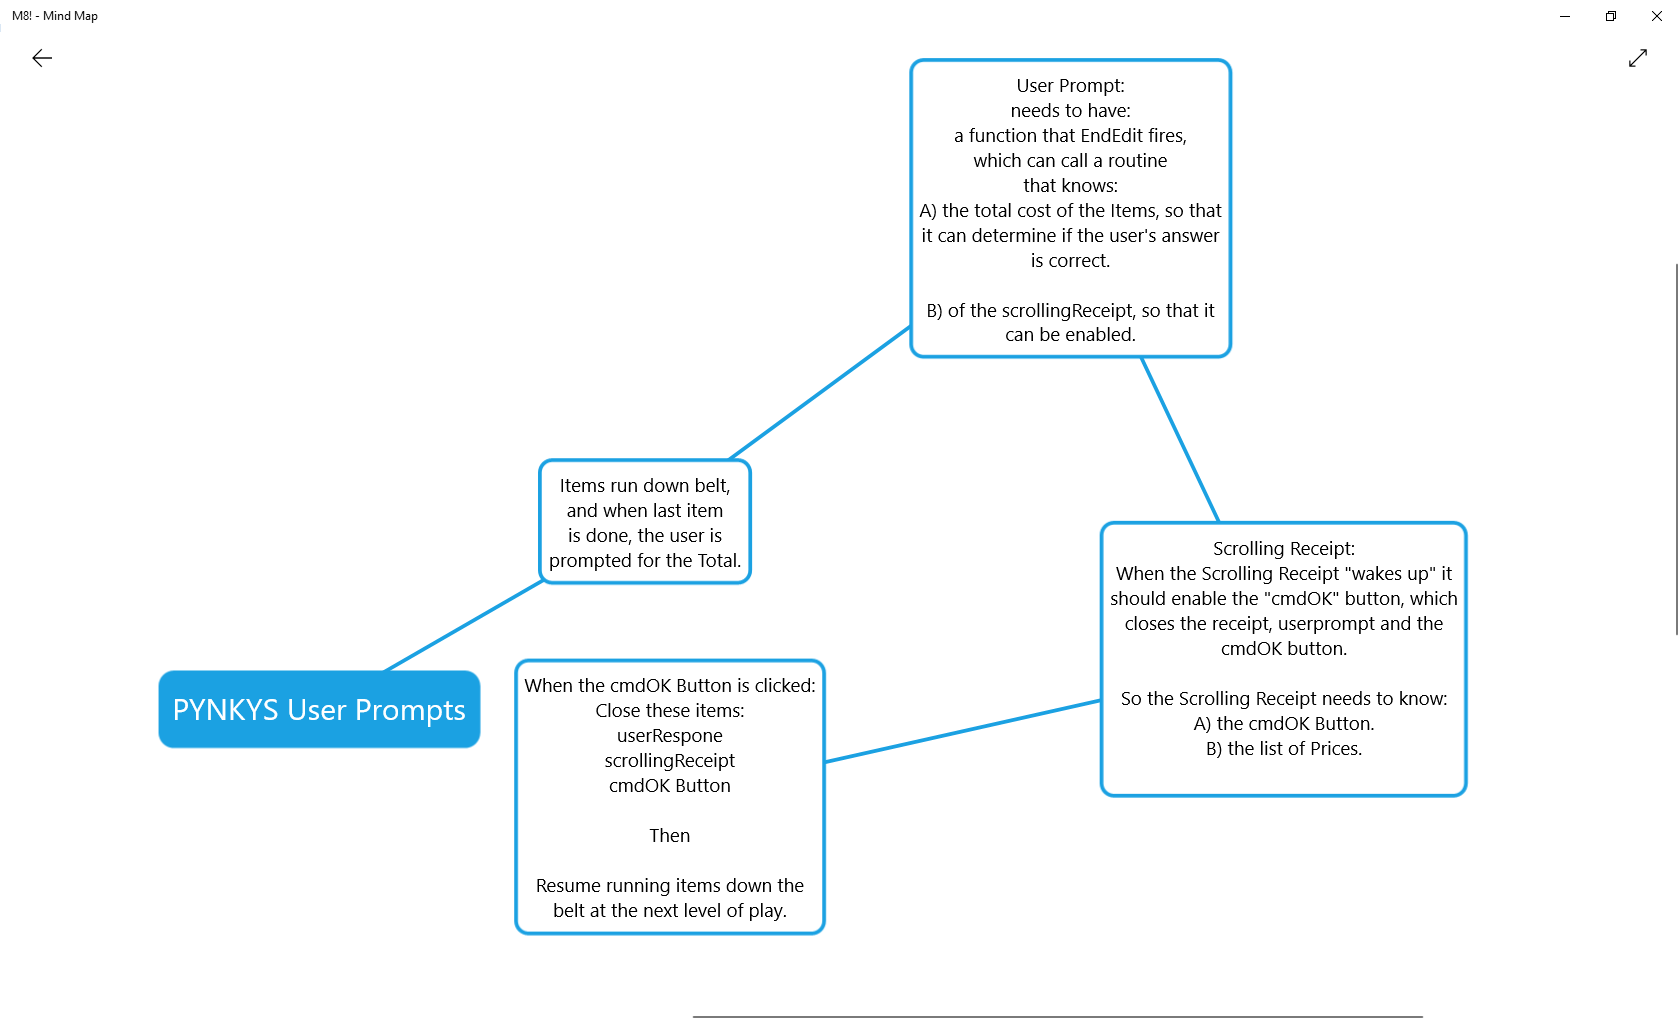 M8! - Mind Map
User Prompt:
needs to have:
a function that EndEdit fires,
which can call a routine
that knows:
A) the total cost of the Items, so that
it can determine if the user's answer
is correct.
B) of the scrollingReceipt, so that it
can be enabled.
Items run down belt,
and when last item
is done, the user is
prompted for the Total.
Scrolling Receipt:
When the Scrolling Receipt "wakes up" it
should enable the "cmdOK" button, which
closes the receipt, userprompt and the
cmdOK button.
So the Scrolling Receipt needs to know:
A) the cmdOK Button.
B) the list of Prices.
PYNKYS User Prompts
When the cmdOK Button is clicked:
Close these items:
userRespone
scrollingReceipt
cmdOK Button
Then
Resume running items down the
belt at the next level of play.